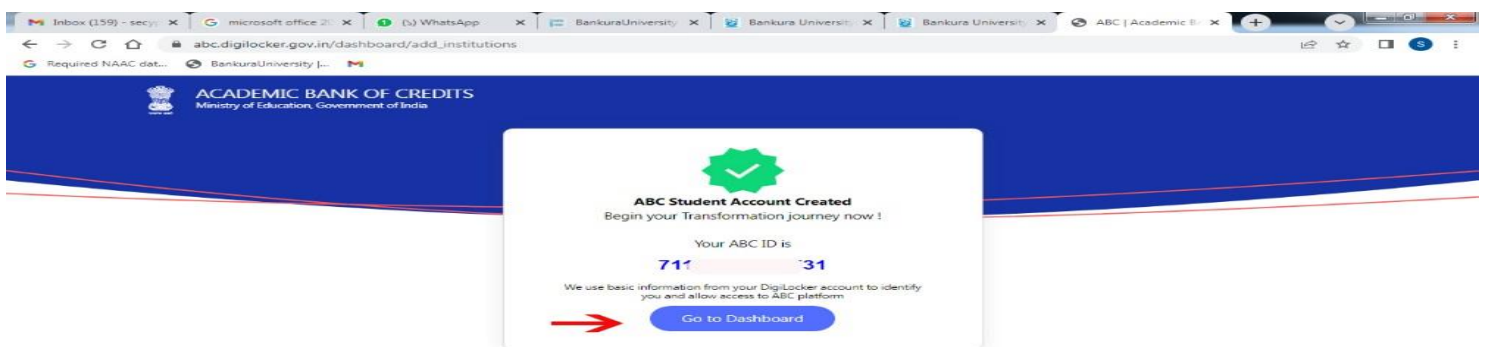 Inbox (159) - secy
microsoft office 20
(5) WhatsApp
BankuraUniversity
Bankura Universit
Bankura Universit
ABC | Academic B
abc.digilocker.gov.in/dashboard/add_institutions
S
Required NAAC dat...
BankuraUniversity |...
ACADEMIC BANK OF CREDITS
Ministry of Education, Government of India
ABC Student Account Created
Begin your Transformation journey now !
Your ABC ID is
711 31
We use basic information from your DigiLocker account to identify
you and allow access to ABC platform
Go to Dashboard